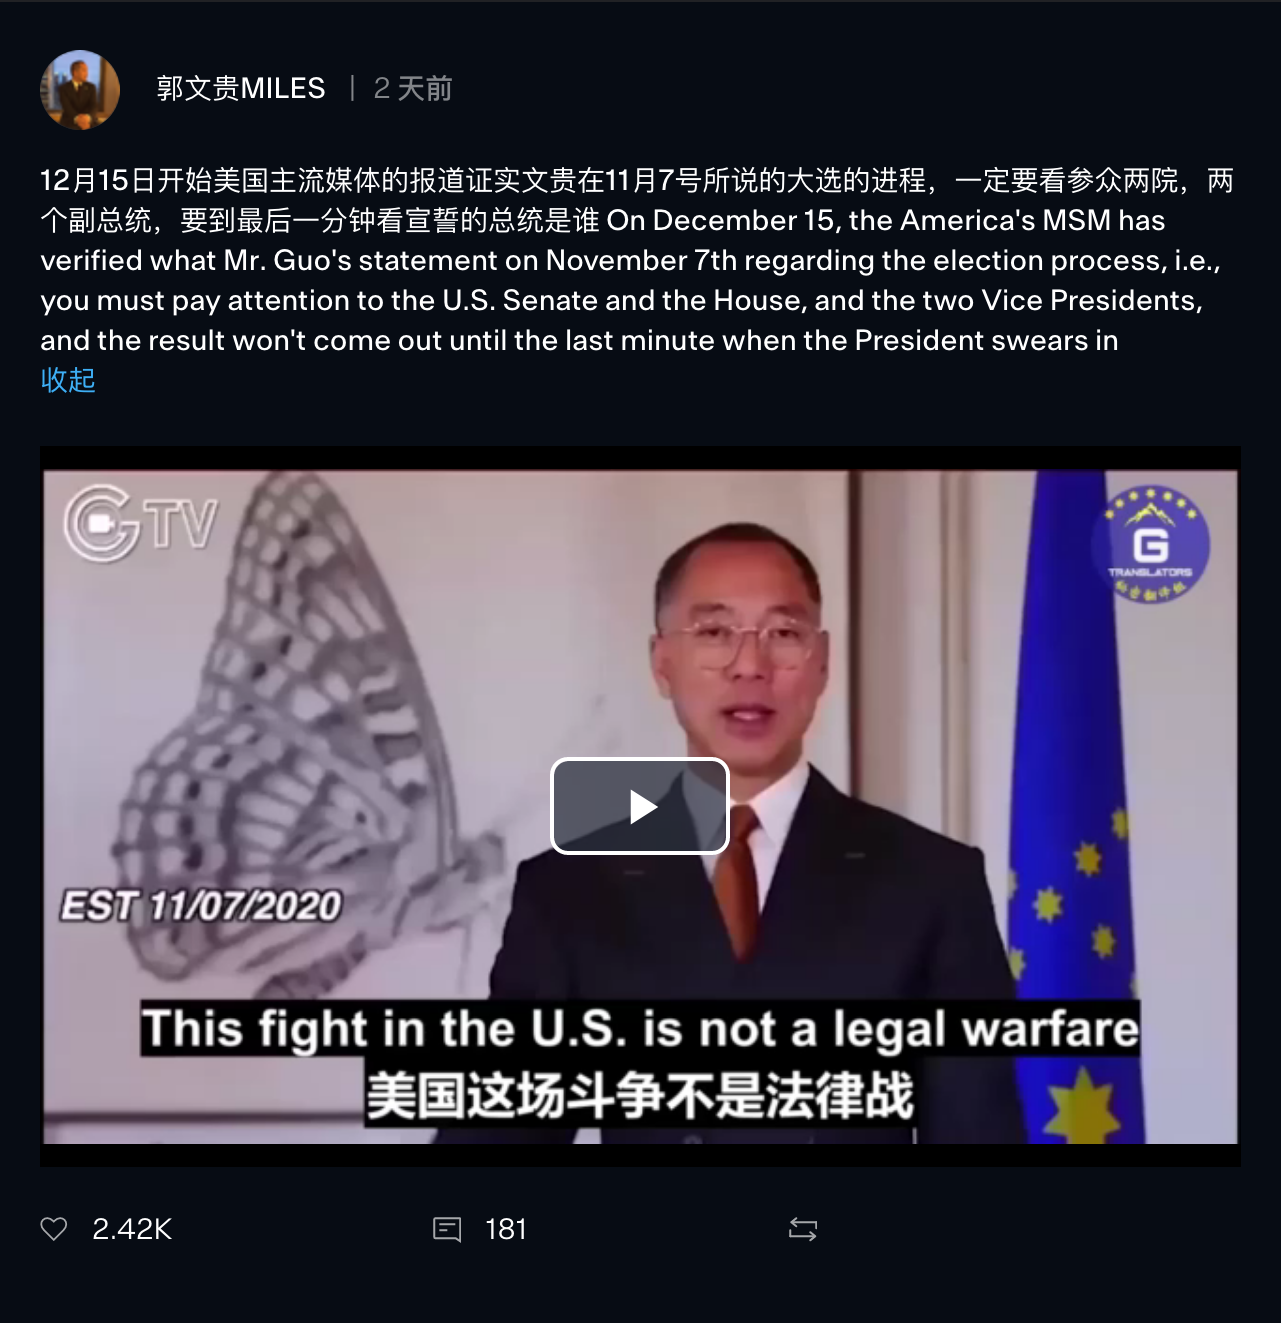 郭文贵MILES | 2 天前
12月15日开始美国主流媒体的报道证实文贵在11月7号所说的大选的进程，一定要看参众两院，两
个副总统，要到最后一分钟看宣誓的总统是谁 On December 15, the America's MSM has
verified what Mr. Guo's statement on November 7th regarding the election process, i.e.,
you must pay attention to the U.S. Senate and the House, and the two Vice Presidents,
and the result won't come out until the last minute when the President swears in
收起
GTV
G
TRANSLATORS
秘密翻译组
EST 11/07/2020
This fight in the U.S. is not a legal warfare
美国这场斗争不是法律战
2.42K
181